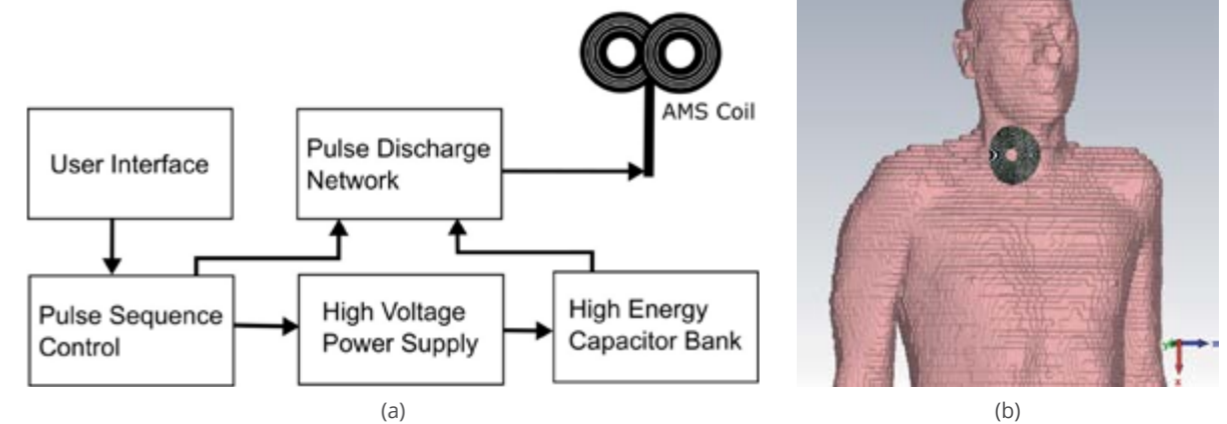 AMS Coil
User Interface
Pulse Discharge
Network
Pulse Sequence
Control
High Voltage
Power Supply
High Energy
Capacitor Bank
x
(a)
(b)